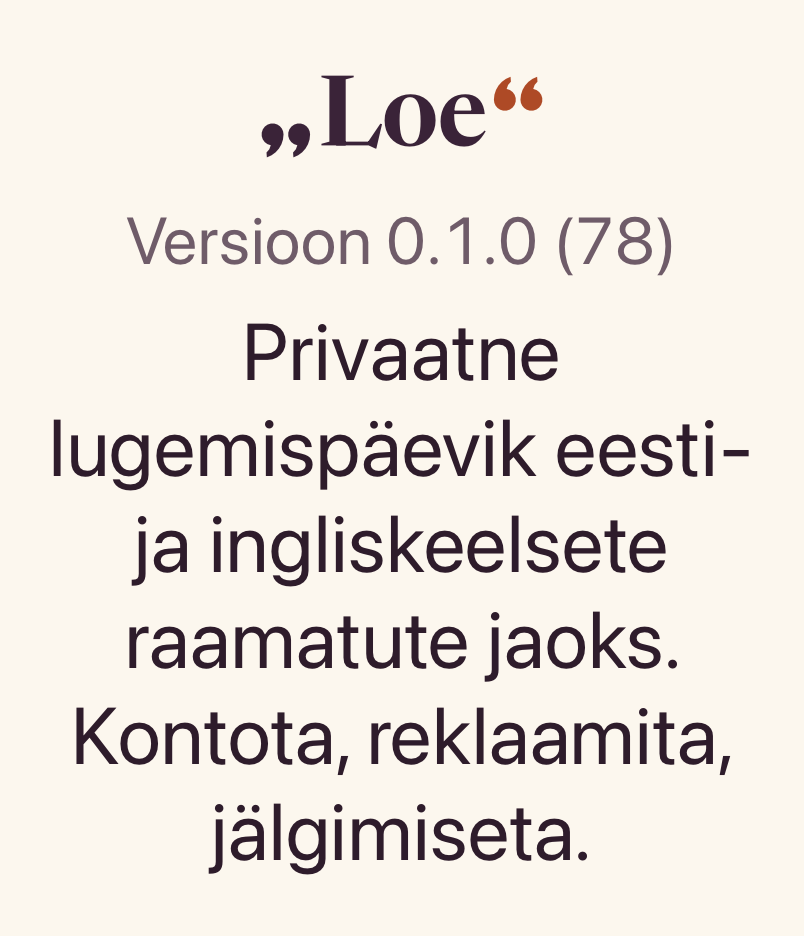 „Loe“
Versioon 0.1.0 (78)
Privaatne
lugemispäevik eesti-
ja ingliskeelsete
raamatute jaoks.
Kontota, reklaamita,
jälgimiseta.